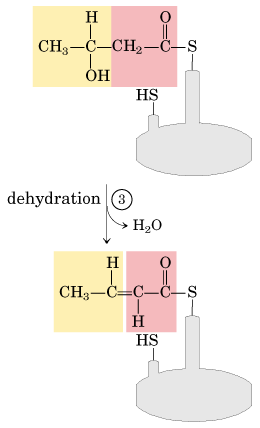 H O
CH₃—C—CH₂—C—S
OH
HS
dehydration 3
H₂O
H O
CH₃—C=C—C—S
H
HS